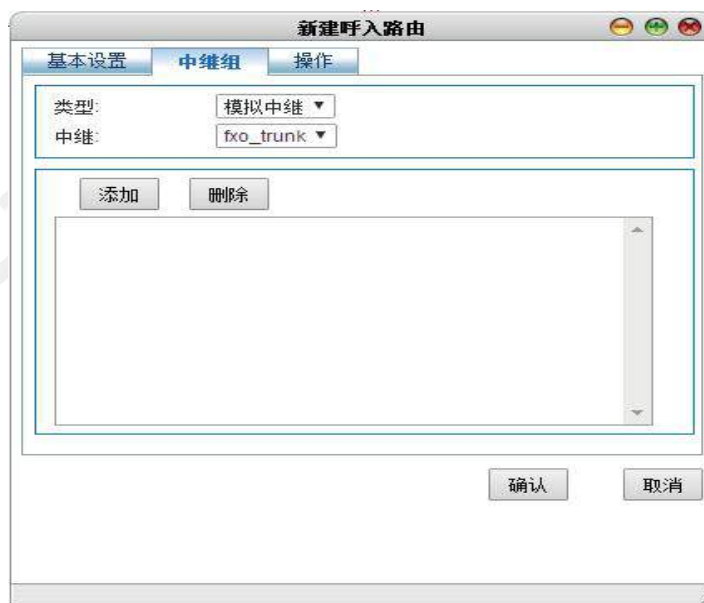 新建呼入路由
基本设置 中继组 操作
类型: 模拟中继
中继: fxo_trunk
添加 删除
确认 取消